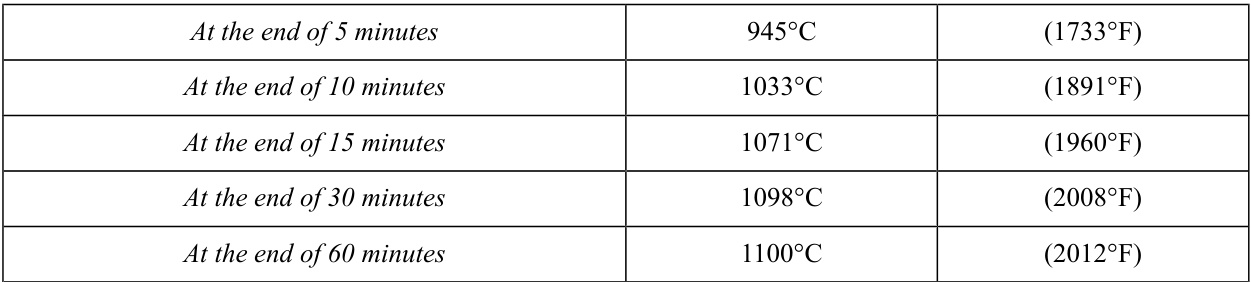 At the end of 5 minutes 945°C (1733°F)
At the end of 10 minutes 1033°C (1891°F)
At the end of 15 minutes 1071°C (1960°F)
At the end of 30 minutes 1098°C (2008°F)
At the end of 60 minutes 1100°C (2012°F)